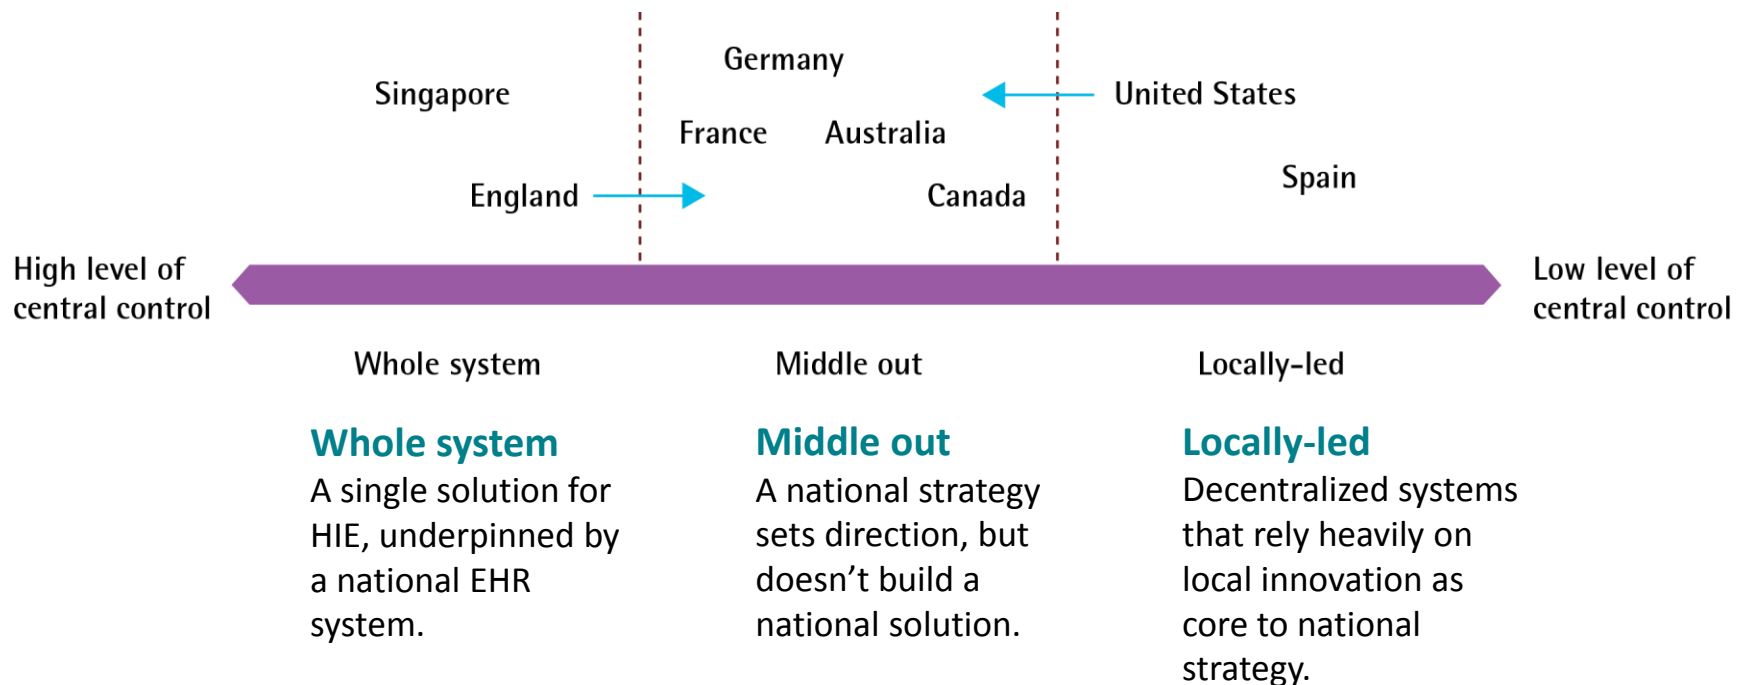 Germany
Singapore
United States
France
Australia
Spain
England
Canada
High level of
central control
Low level of
central control
Whole system
Middle out
Locally-led
Whole system
A single solution for
HIE, underpinned by
a national EHR
system.
Middle out
A national strategy
sets direction, but
doesn’t build a
national solution.
Locally-led
Decentralized systems
that rely heavily on
local innovation as
core to national
strategy.